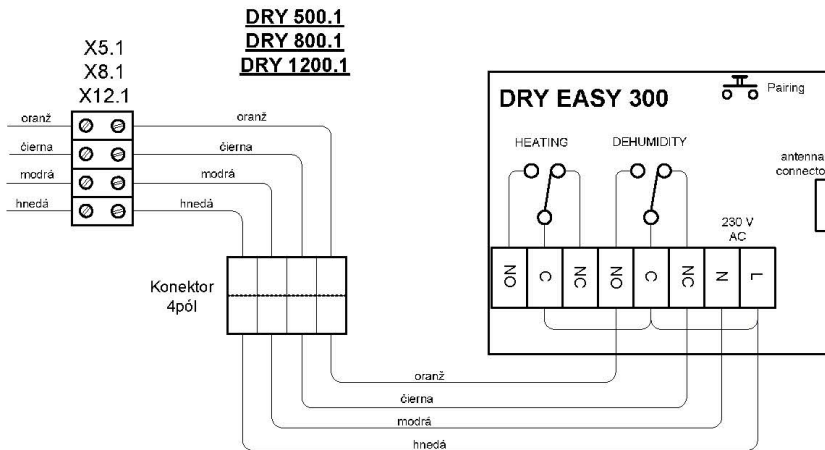 DRY 500.1
DRY 800.1
DRY 1200.1
X5.1
X8.1
X12.1
oranž
čierna
modrá
hnedá
oranž
čierna
modrá
hnedá
Konektor
4pól
DRY EASY 300
Pairing
HEATING
DEHUMIDITY
antenna
connecto
230 V
AC
NO
C
NC
NO
C
NC
N
L
oranž
čierna
modrá
hnedá